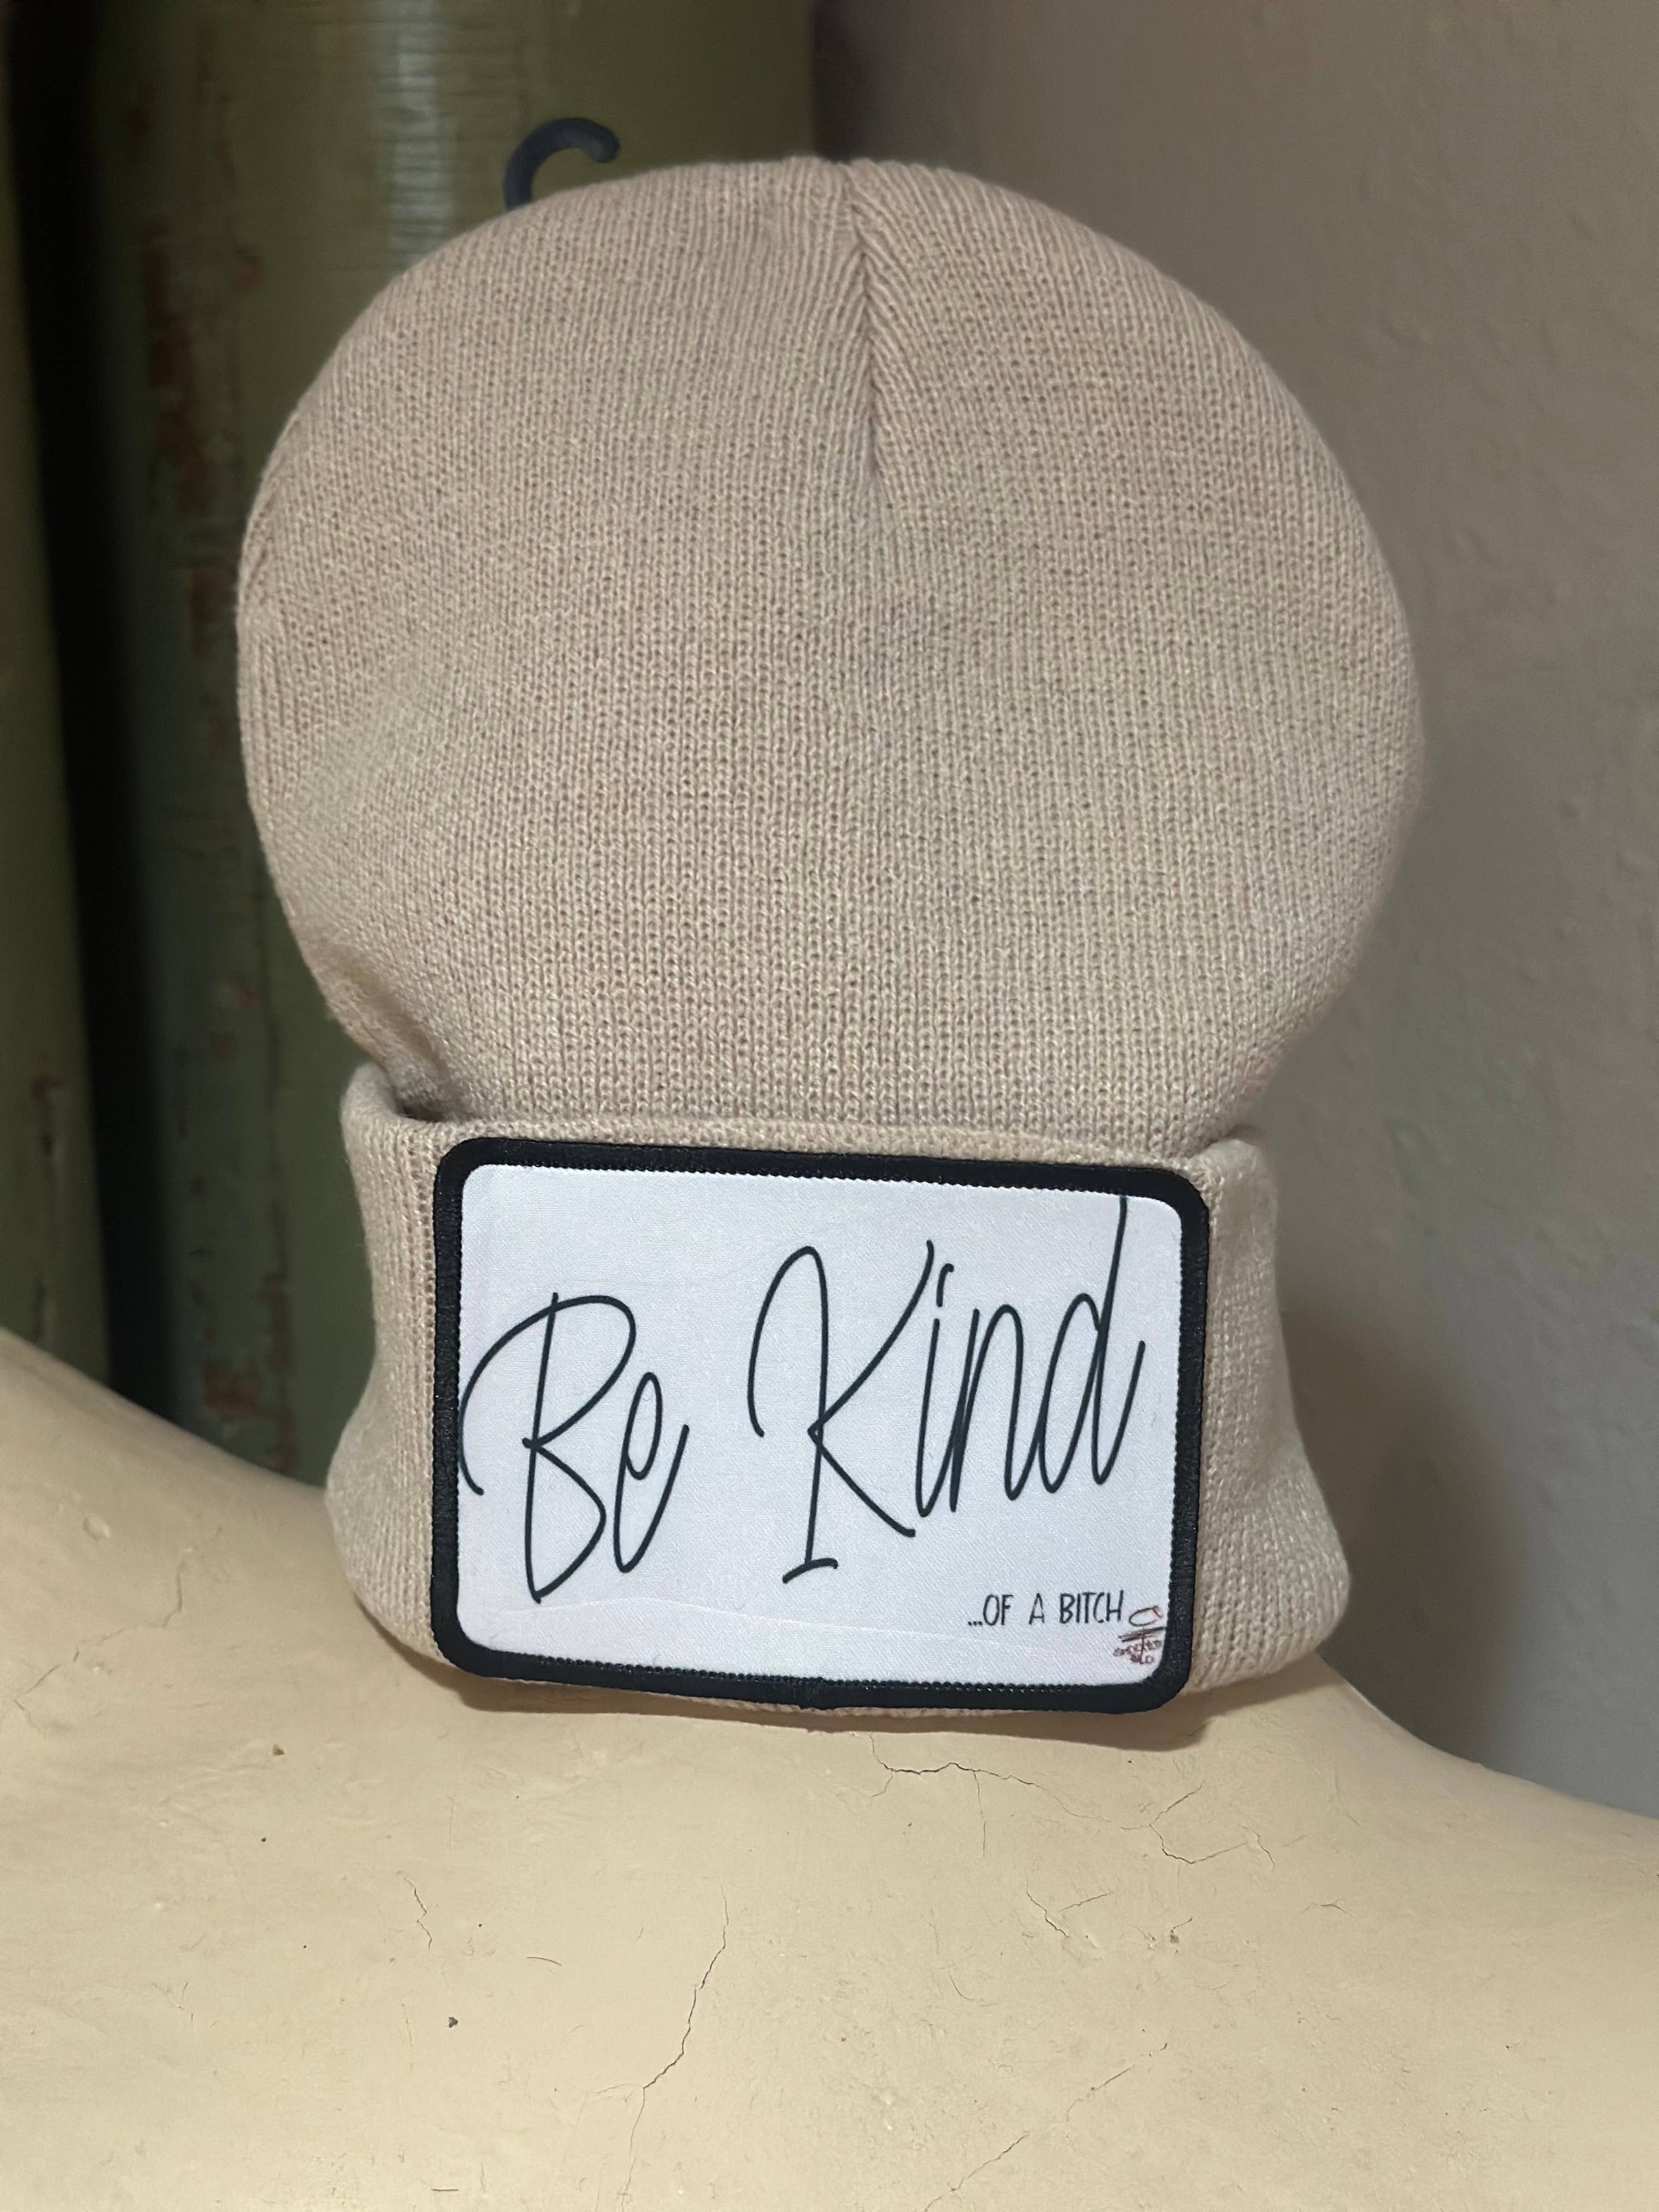 Be Kind
...OF A BITCH